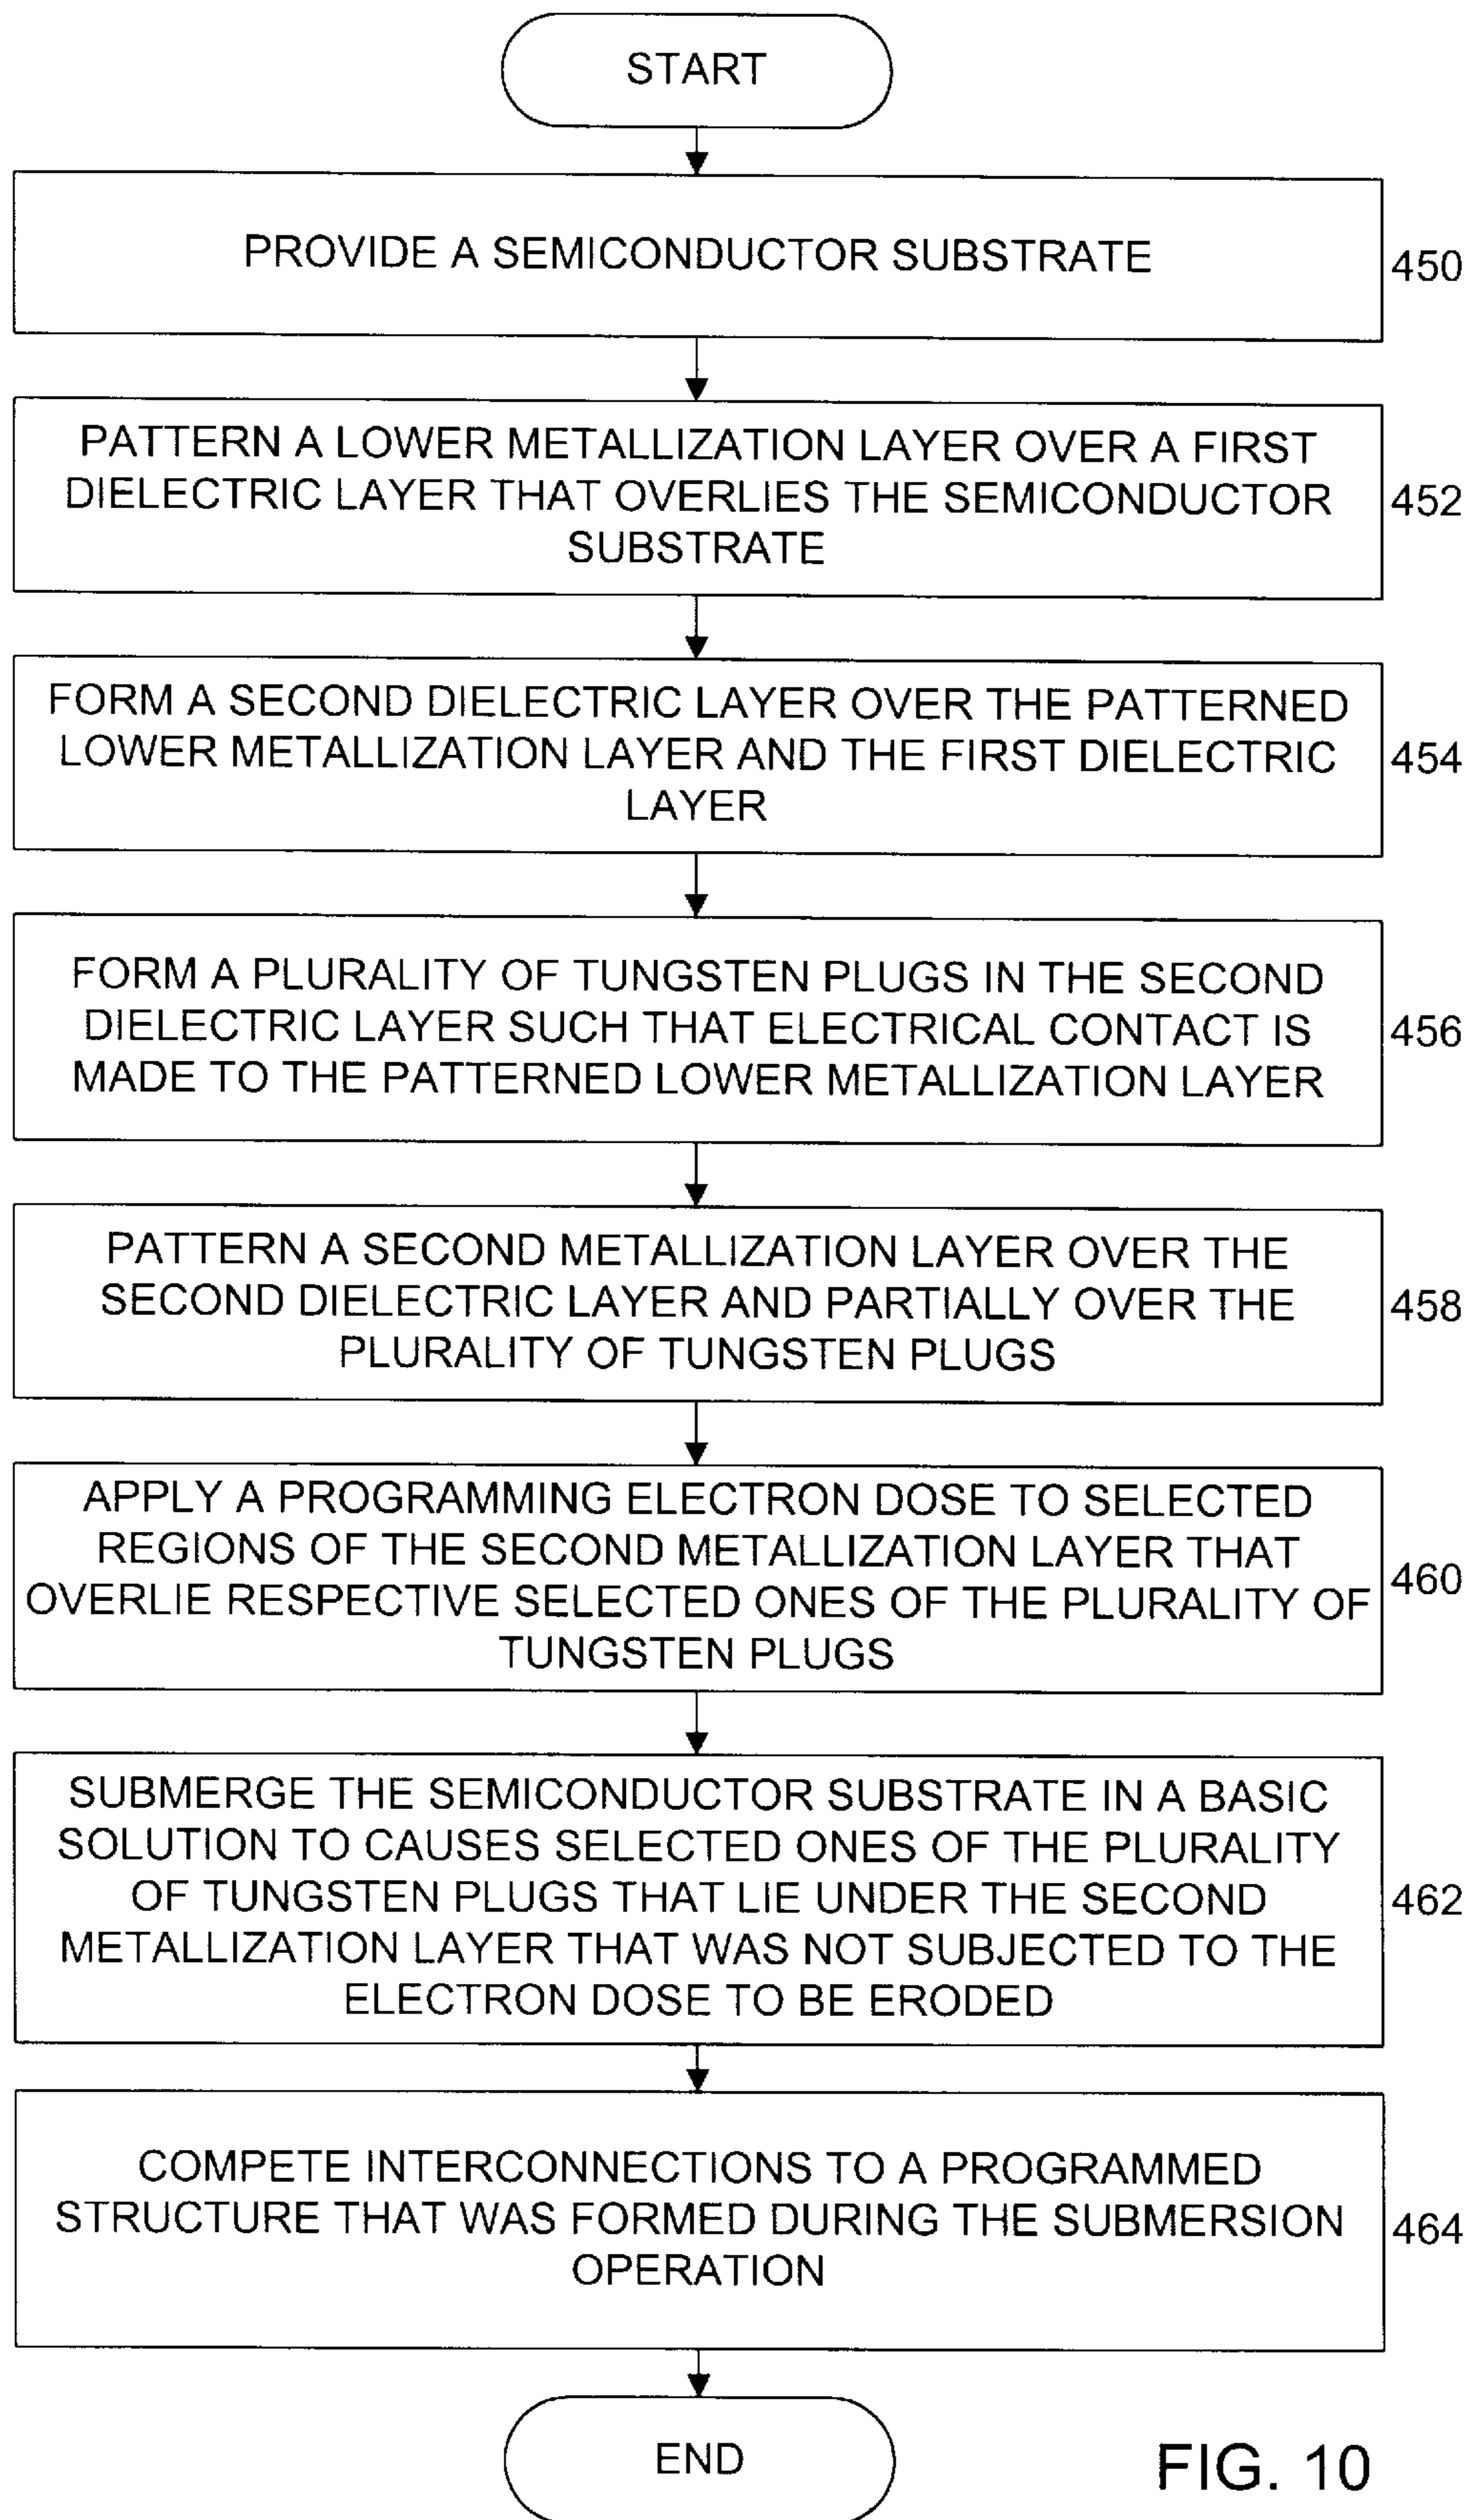 START
PROVIDE A SEMICONDUCTOR SUBSTRATE
450
PATTERN A LOWER METALLIZATION LAYER OVER A FIRST
DIELECTRIC LAYER THAT OVERLIES THE SEMICONDUCTOR
SUBSTRATE
452
FORM A SECOND DIELECTRIC LAYER OVER THE PATTERNED
LOWER METALLIZATION LAYER AND THE FIRST DIELECTRIC
LAYER
454
FORM A PLURALITY OF TUNGSTEN PLUGS IN THE SECOND
DIELECTRIC LAYER SUCH THAT ELECTRICAL CONTACT IS
MADE TO THE PATTERNED LOWER METALLIZATION LAYER
456
PATTERN A SECOND METALLIZATION LAYER OVER THE
SECOND DIELECTRIC LAYER AND PARTIALLY OVER THE
PLURALITY OF TUNGSTEN PLUGS
458
APPLY A PROGRAMMING ELECTRON DOSE TO SELECTED
REGIONS OF THE SECOND METALLIZATION LAYER THAT
OVERLIE RESPECTIVE SELECTED ONES OF THE PLURALITY OF
TUNGSTEN PLUGS
460
SUBMERGE THE SEMICONDUCTOR SUBSTRATE IN A BASIC
SOLUTION TO CAUSES SELECTED ONES OF THE PLURALITY
OF TUNGSTEN PLUGS THAT LIE UNDER THE SECOND
METALLIZATION LAYER THAT WAS NOT SUBJECTED TO THE
ELECTRON DOSE TO BE ERODED
462
COMPETE INTERCONNECTIONS TO A PROGRAMMED
STRUCTURE THAT WAS FORMED DURING THE SUBMERSION
OPERATION
464
END
FIG. 10